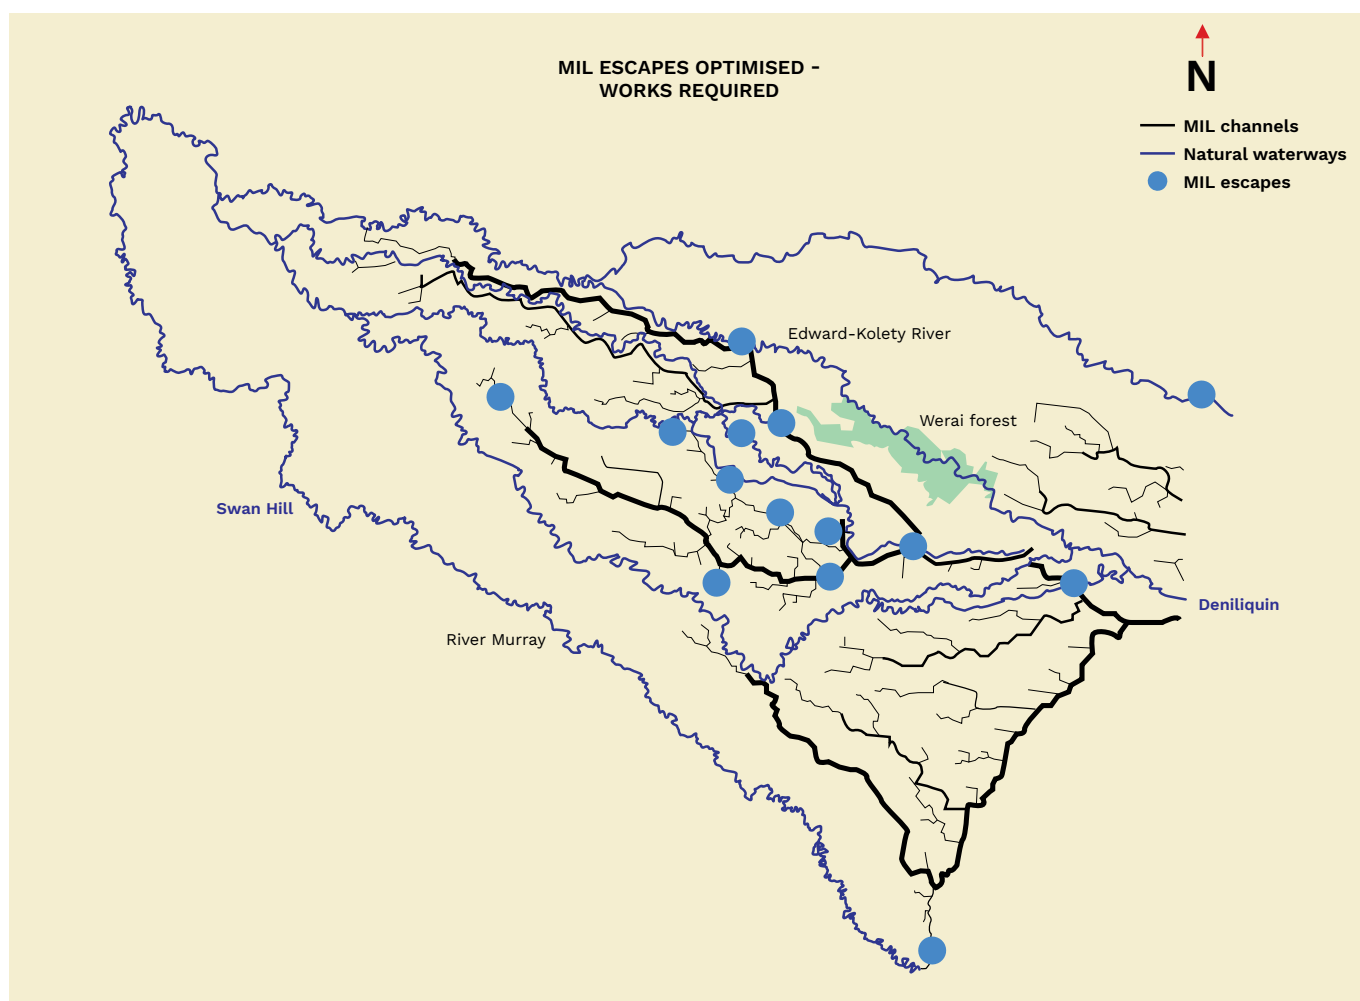 MIL ESCAPES OPTIMISED -
WORKS REQUIRED
N
MIL channels
Natural waterways
MIL escapes
Edward-Kolety River
Werai forest
Swan Hill
Deniliquin
River Murray